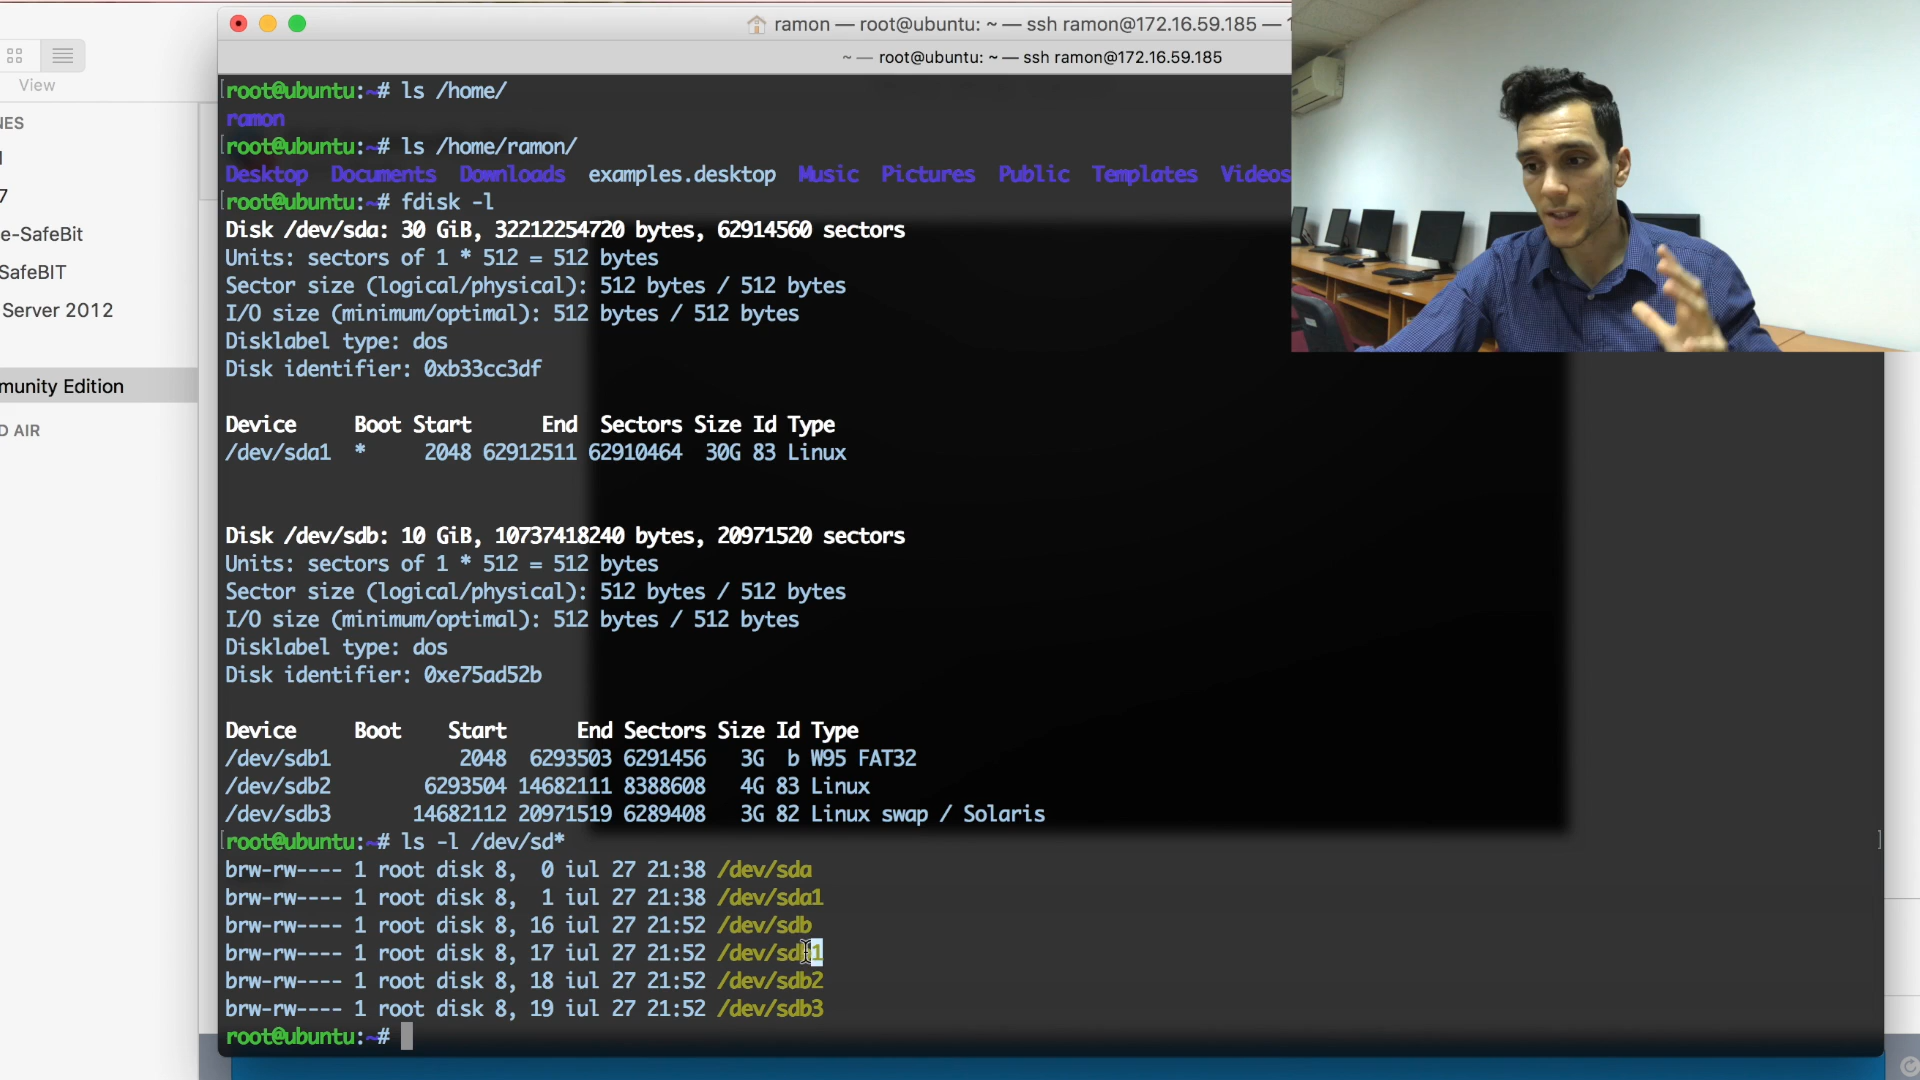 ramon — root@ubuntu: ~ — ssh ramon@172.16.59.185 —
~ — root@ubuntu: ~ — ssh ramon@172.16.59.185
View
NES
7
e-SafeBit
SafeBIT
Server 2012
munity Edition
D AIR
root@ubuntu:~# ls /home/
ramon
root@ubuntu:~# ls /home/ramon/
Desktop Documents Downloads examples.desktop Music Pictures Public Templates Videos
root@ubuntu:~# fdisk -l
Disk /dev/sda: 30 GiB, 32212254720 bytes, 62914560 sectors
Units: sectors of 1 * 512 = 512 bytes
Sector size (logical/physical): 512 bytes / 512 bytes
I/O size (minimum/optimal): 512 bytes / 512 bytes
Disklabel type: dos
Disk identifier: 0xb33cc3df
Device Boot Start End Sectors Size Id Type
/dev/sda1 * 2048 62912511 62910464 30G 83 Linux
Disk /dev/sdb: 10 GiB, 10737418240 bytes, 20971520 sectors
Units: sectors of 1 * 512 = 512 bytes
Sector size (logical/physical): 512 bytes / 512 bytes
I/O size (minimum/optimal): 512 bytes / 512 bytes
Disklabel type: dos
Disk identifier: 0xe75ad52b
Device Boot Start End Sectors Size Id Type
/dev/sdb1 2048 6293503 6291456 3G b W95 FAT32
/dev/sdb2 6293504 14682111 8388608 4G 83 Linux
/dev/sdb3 14682112 20971519 6289408 3G 82 Linux swap / Solaris
root@ubuntu:~# ls -l /dev/sd*
brw-rw---- 1 root disk 8, 0 iul 27 21:38 /dev/sda
brw-rw---- 1 root disk 8, 1 iul 27 21:38 /dev/sda1
brw-rw---- 1 root disk 8, 16 iul 27 21:52 /dev/sdb
brw-rw---- 1 root disk 8, 17 iul 27 21:52 /dev/sdb1
brw-rw---- 1 root disk 8, 18 iul 27 21:52 /dev/sdb2
brw-rw---- 1 root disk 8, 19 iul 27 21:52 /dev/sdb3
root@ubuntu:~#